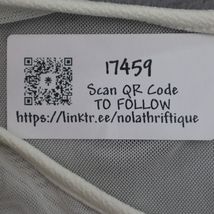 17459
Scan QR Code
TO FOLLOW
https://linktr.ee/nolathriftique